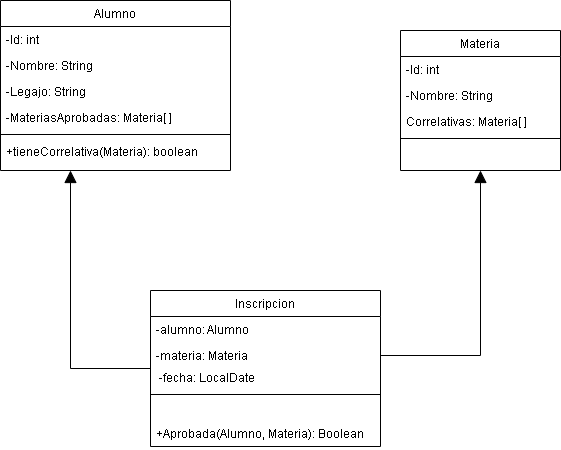 Alumno
-Id: int
-Nombre: String
-Legajo: String
-MateriasAprobadas: Materia[ ]
+tieneCorrelativa(Materia): boolean
Materia
-Id: int
-Nombre: String
Correlativas: Materia[ ]
Inscripcion
-alumno: Alumno
-materia: Materia
-fecha: LocalDate
+Aprobada(Alumno, Materia): Boolean